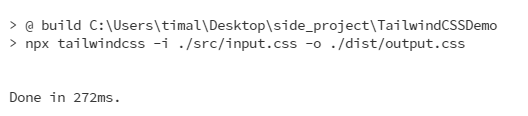 > @ build C:\Users\timal\Desktop\side_project\TailwindCSSDemo
> npx tailwindcss -i ./src/input.css -o ./dist/output.css
Done in 272ms.